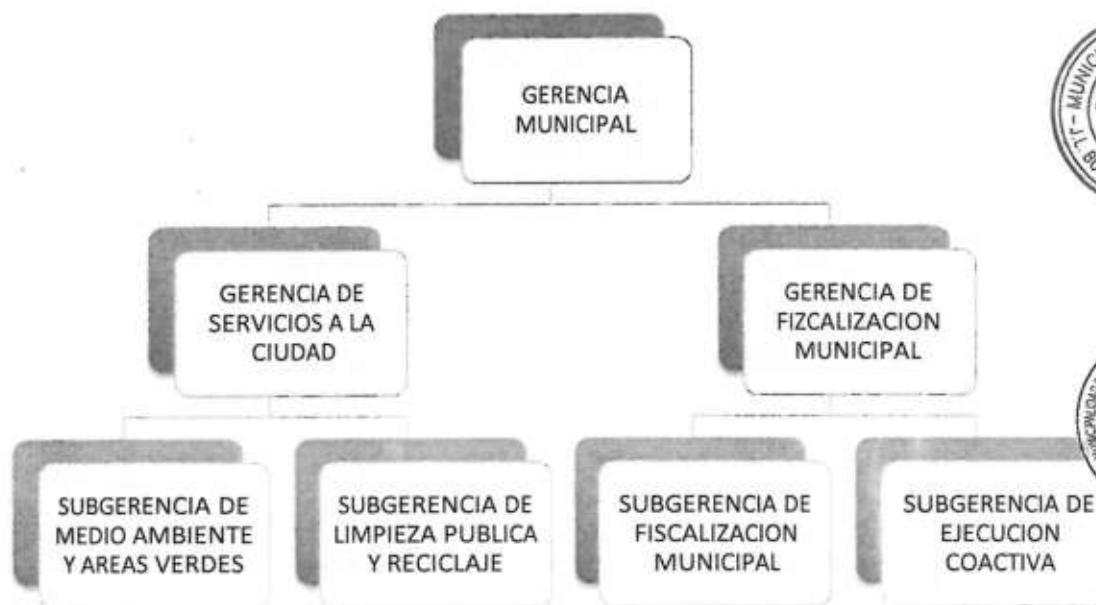 GERENCIA
MUNICIPAL
GERENCIA DE
SERVICIOS A LA
CIUDAD
GERENCIA DE
FIZCALIZACION
MUNICIPAL
SUBGERENCIA DE
MEDIO AMBIENTE
Y AREAS VERDES
SUBGERENCIA DE
LIMPIEZA PUBLICA
Y RECICLAJE
SUBGERENCIA DE
FISCALIZACION
MUNICIPAL
SUBGERENCIA DE
EJECUCION
COACTIVA